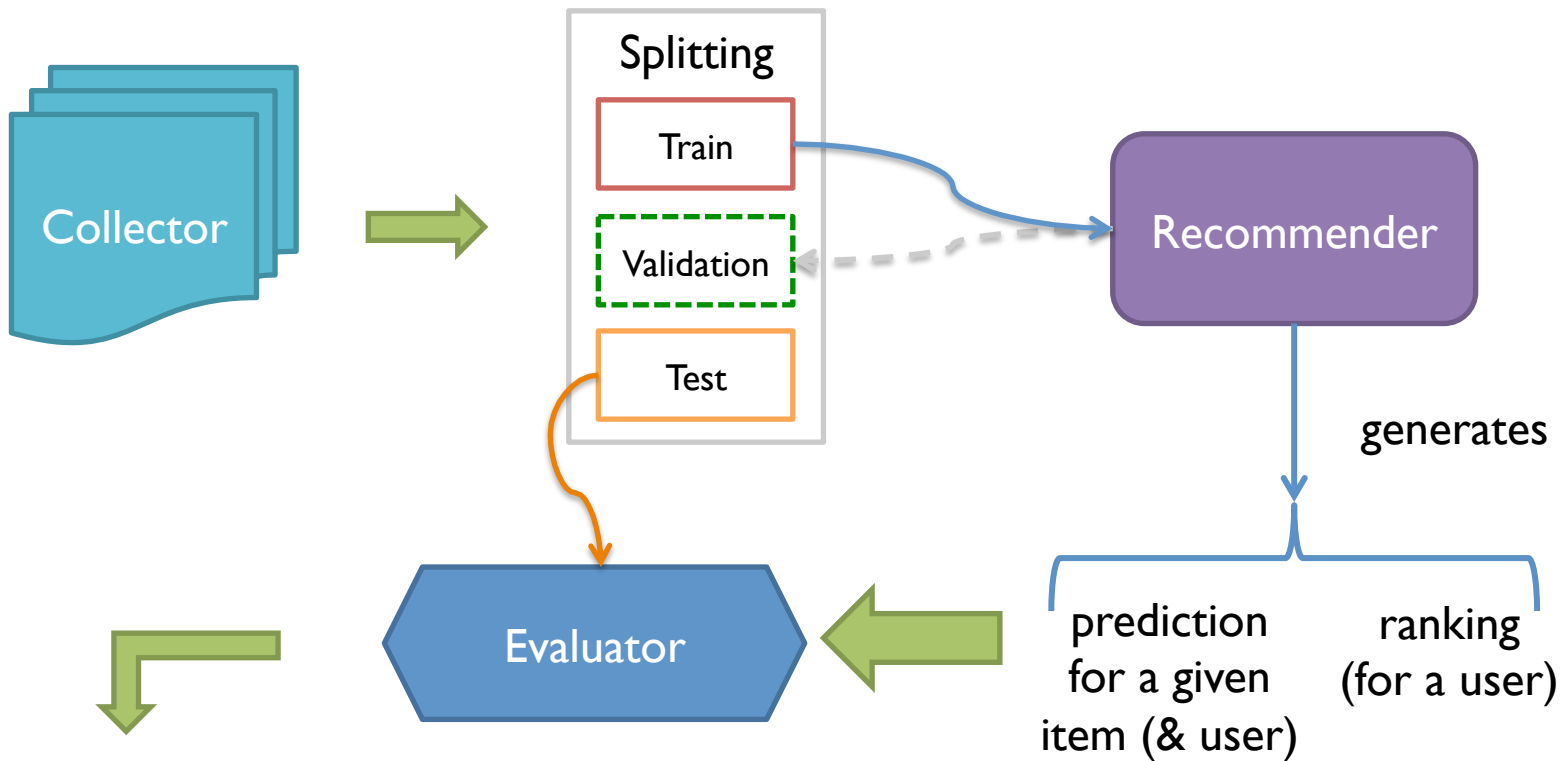 Collector
Splitting
Train
Validation
Test
Recommender
generates
prediction
for a given
item (& user)
ranking
(for a user)
Evaluator